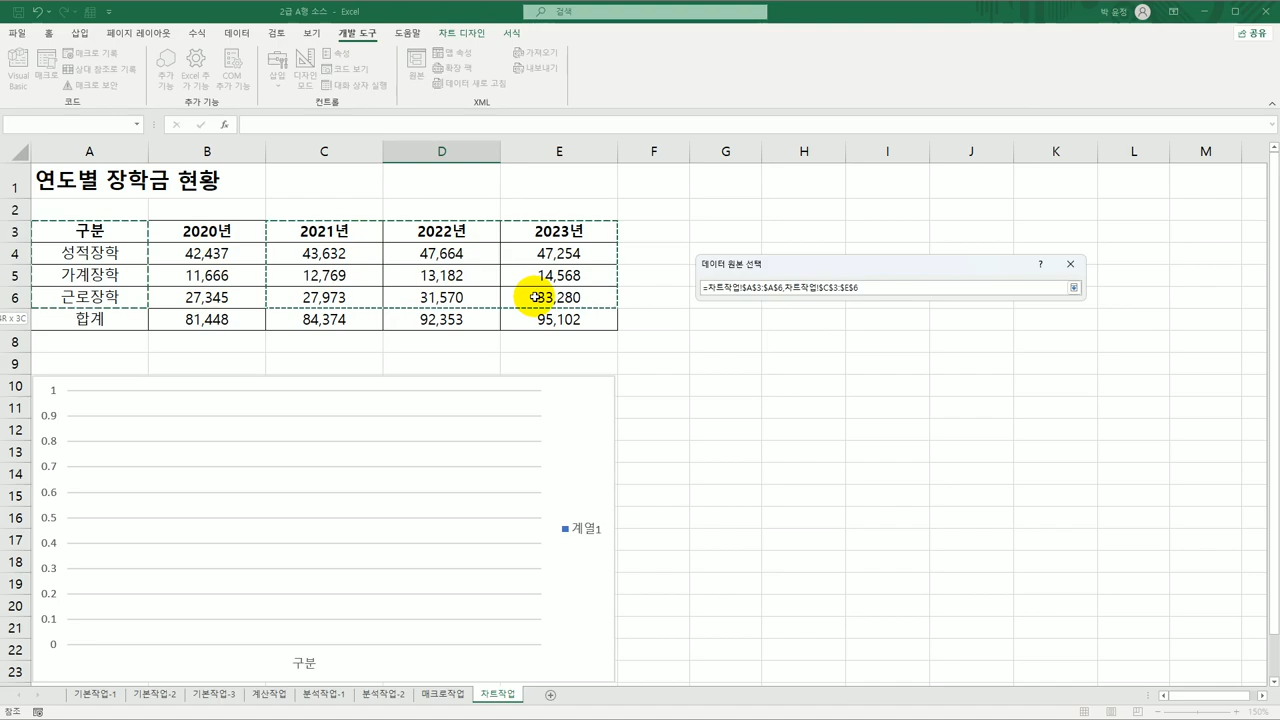 2급 A형 소스 - Excel
검색
박 윤정
파일 홈 삽입 페이지 레이아웃 수식 데이터 검토 보기 개발 도구 도움말 차트 디자인 서식
공유
Visual Basic
매크로
매크로 기록
상대 참조로 기록
매크로 보안
코드
추가 기능
Excel 추가 기능
COM 추가 기능
추가 기능
삽입
디자인 모드
속성
코드 보기
대화 상자 실행
컨트롤
원본
맵 속성
확장 팩
데이터 새로 고침
가져오기
내보내기
XML
fx
A B C D E F G H I J K L M
1 연도별 장학금 현황
2
3 구분 2020년 2021년 2022년 2023년
4 성적장학 42,437 43,632 47,664 47,254
5 가계장학 11,666 12,769 13,182 14,568
6 근로장학 27,345 27,973 31,570 33,280
4R x 3C 합계 81,448 84,374 92,353 95,102
데이터 원본 선택 ?
=차트작업!$A$3:$A$6,차트작업!$C$3:$E$6
8
9
10
11
12
13
14
15
16
17
18
19
20
21
22
23
1
0.9
0.8
0.7
0.6
0.5
0.4
0.3
0.2
0.1
0
계열1
구분
기본작업-1 기본작업-2 기본작업-3 계산작업 분석작업-1 분석작업-2 매크로작업 차트작업
참조
150%